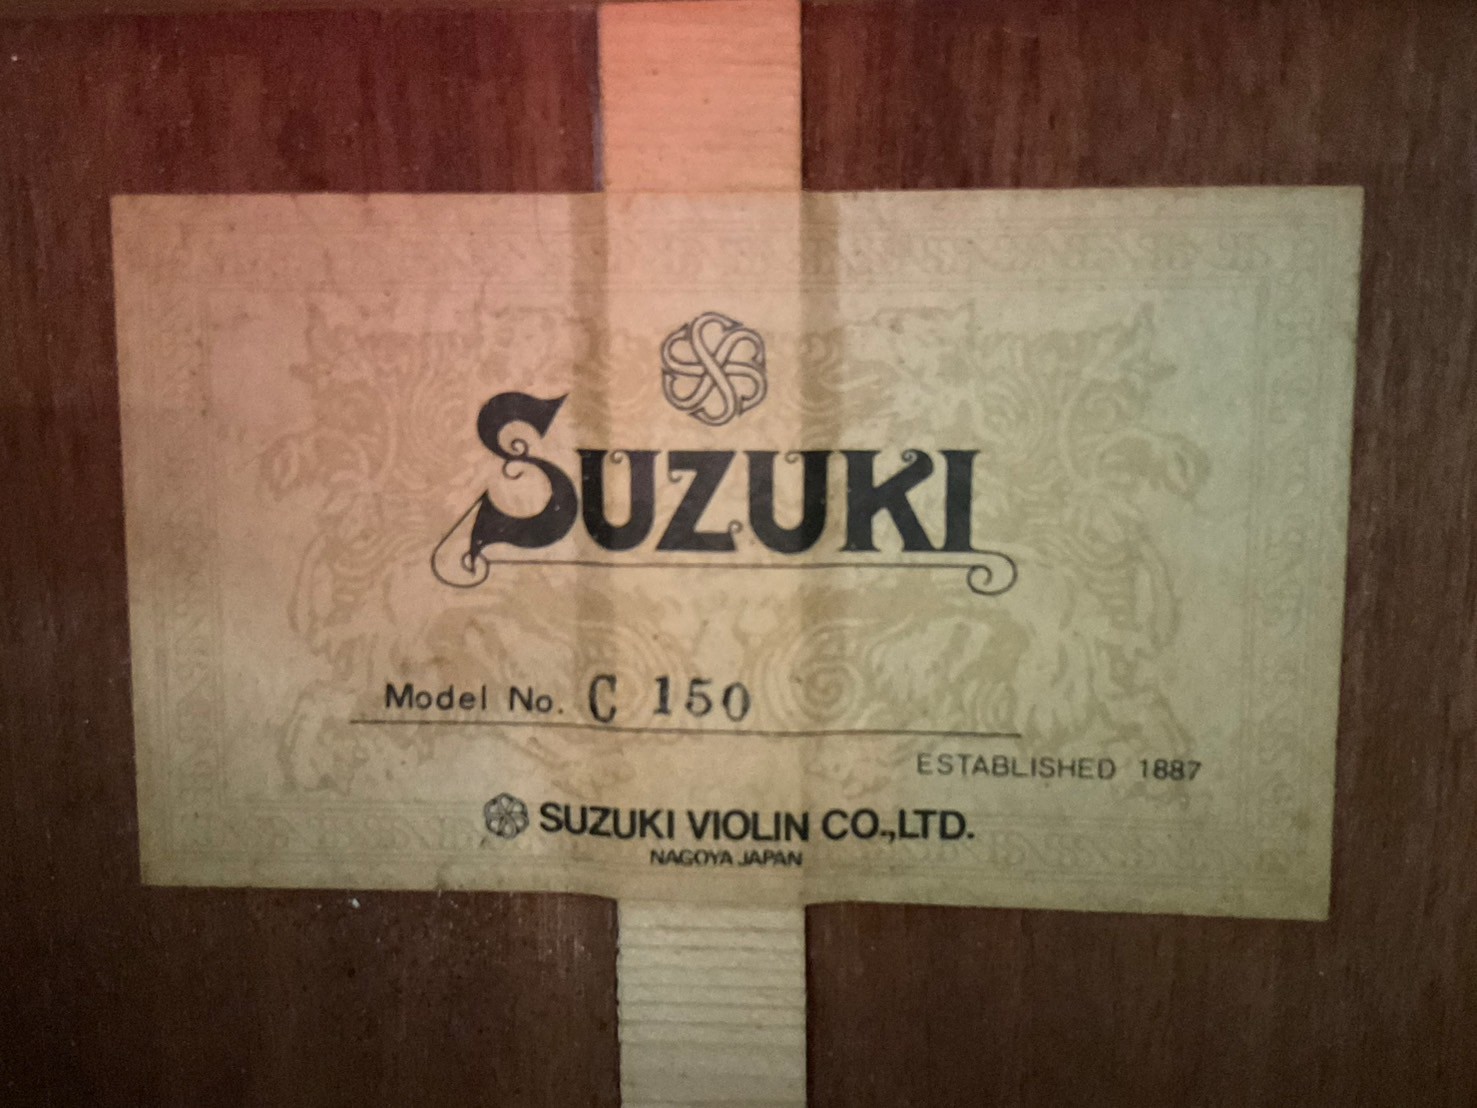 SUZUKI
Model No. C 150
ESTABLISHED 1887
SUZUKI VIOLIN CO.,LTD.
NAGOYA JAPAN